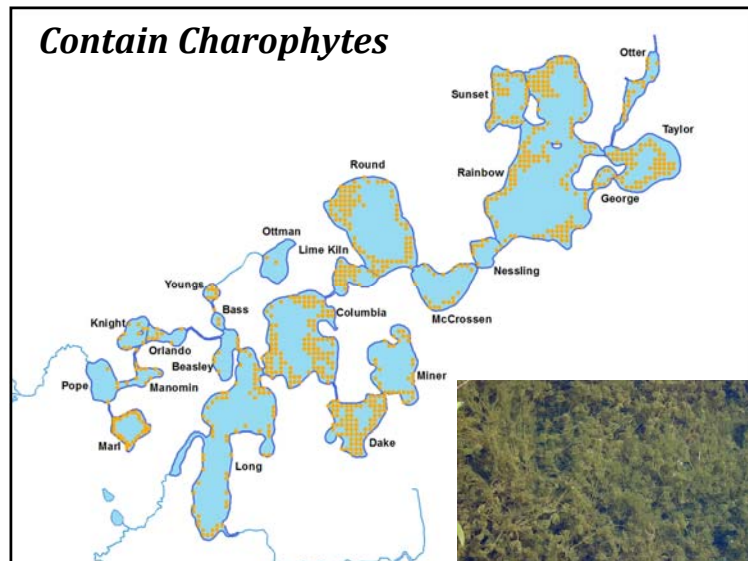 Contain Charophytes
Otter
Sunset
Taylor
Round
Rainbow
George
Ottman
Lime Kiln
Nessling
Youngs
Bass
Columbia
McCrossen
Knight
Orlando
Beasley
Pope
Manomin
Miner
Marl
Dake
Long